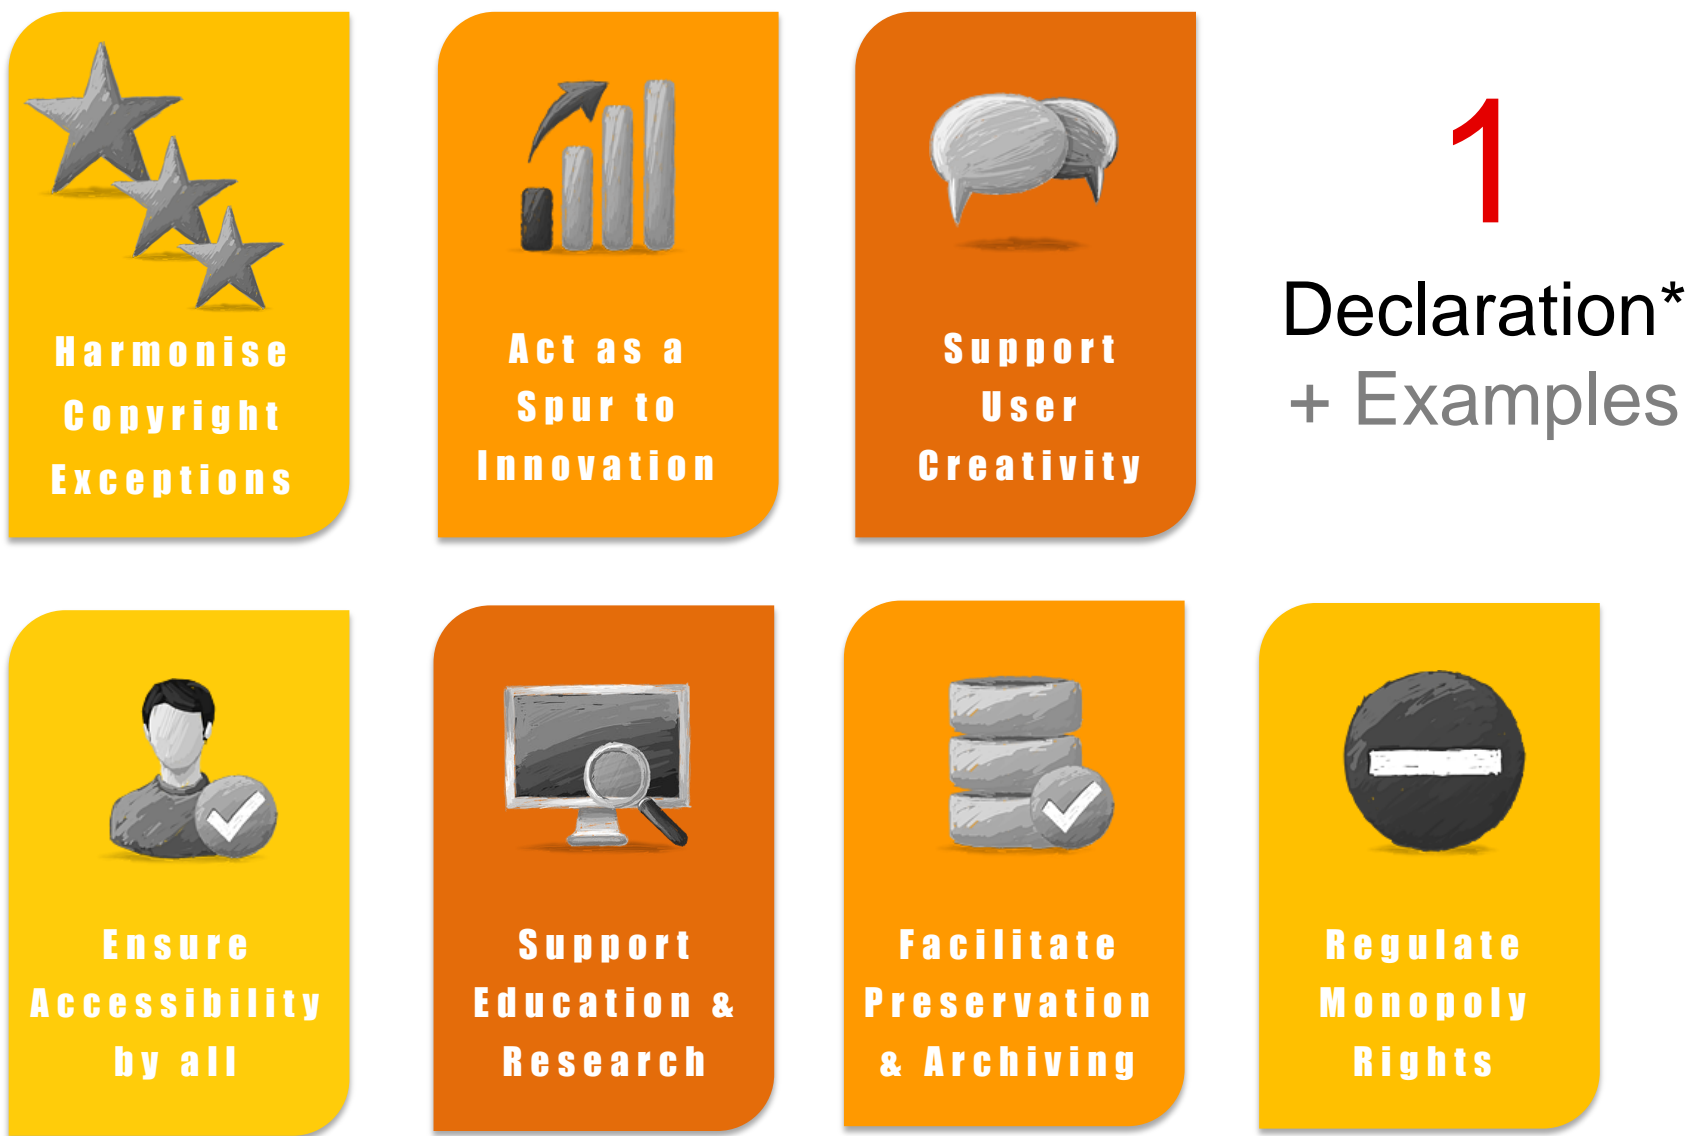 Harmonise
Copyright
Exceptions
Act as a
Spur to
Innovation
Support
User
Creativity
1
Declaration*
+ Examples
Ensure
Accessibility
by all
Support
Education &
Research
Facilitate
Preservation
& Archiving
Regulate
Monopoly
Rights